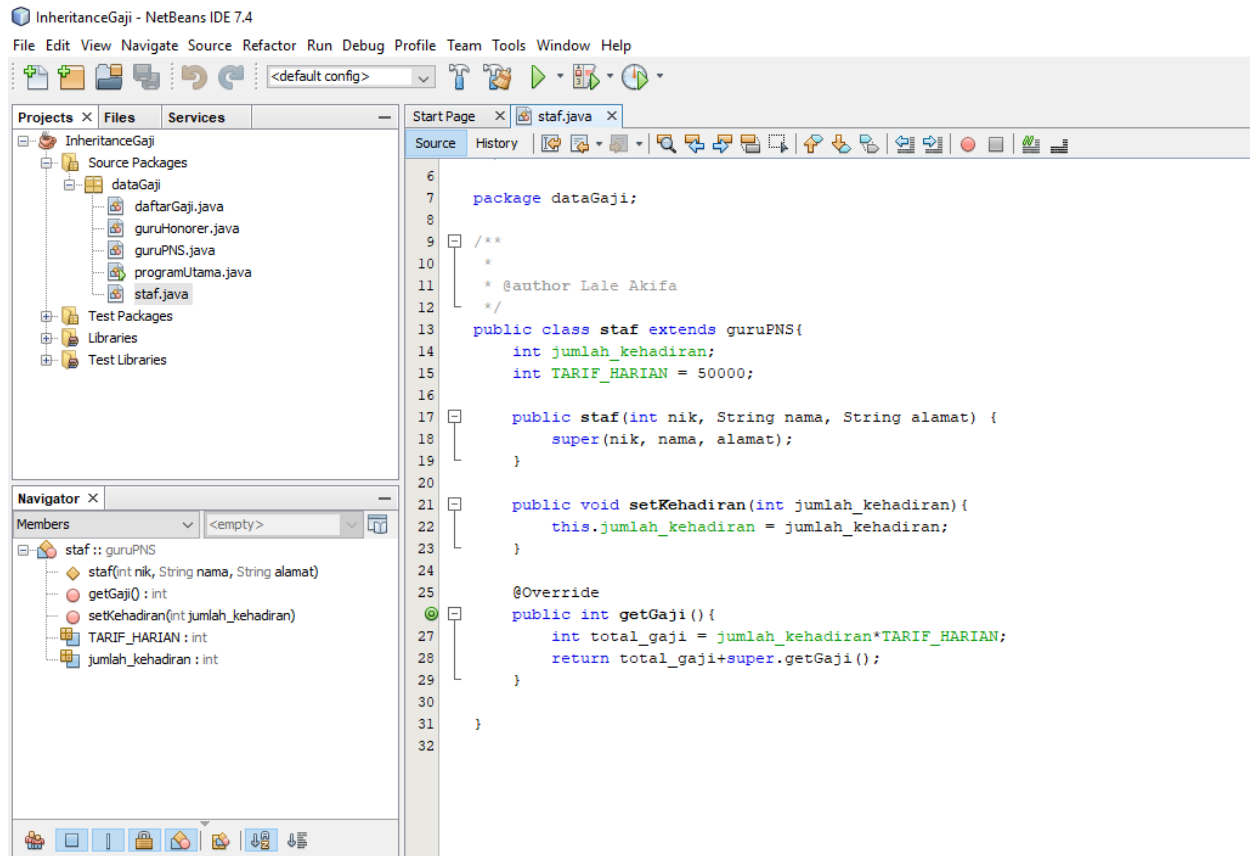 InheritanceGaji - NetBeans IDE 7.4
File Edit View Navigate Source Refactor Run Debug Profile Team Tools Window Help
<default config>
Projects Files Services
InheritanceGaji
Source Packages
dataGaji
daftarGaji.java
guruHonorer.java
guruPNS.java
programUtama.java
staf.java
Test Packages
Libraries
Test Libraries
Navigator
Members <empty>
staf :: guruPNS
staf(int nik, String nama, String alamat)
getGaji() : int
setKehadiran(int jumlah_kehadiran)
TARIF_HARIAN : int
jumlah_kehadiran : int
Start Page staf.java
Source History
6
7 package dataGaji;
8
9 /**
10 *
11 * @author Lale Akifa
12 */
13 public class staf extends guruPNS{
14 int jumlah_kehadiran;
15 int TARIF_HARIAN = 50000;
16
17 public staf(int nik, String nama, String alamat) {
18 super(nik, nama, alamat);
19 }
20
21 public void setKehadiran(int jumlah_kehadiran){
22 this.jumlah_kehadiran = jumlah_kehadiran;
23 }
24
25 @Override
public int getGaji(){
27 int total_gaji = jumlah_kehadiran*TARIF_HARIAN;
28 return total_gaji+super.getGaji();
29 }
30
31 }
32